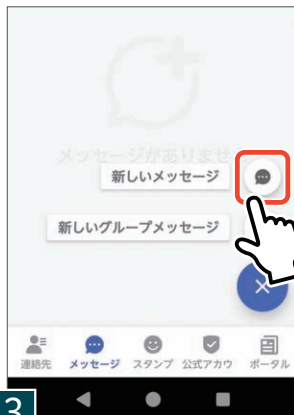 メッセージがありませ
新しいメッセージ
新しいグループメッセージ
連絡先 メッセージ スタンプ 公式アカウ ポータル
3